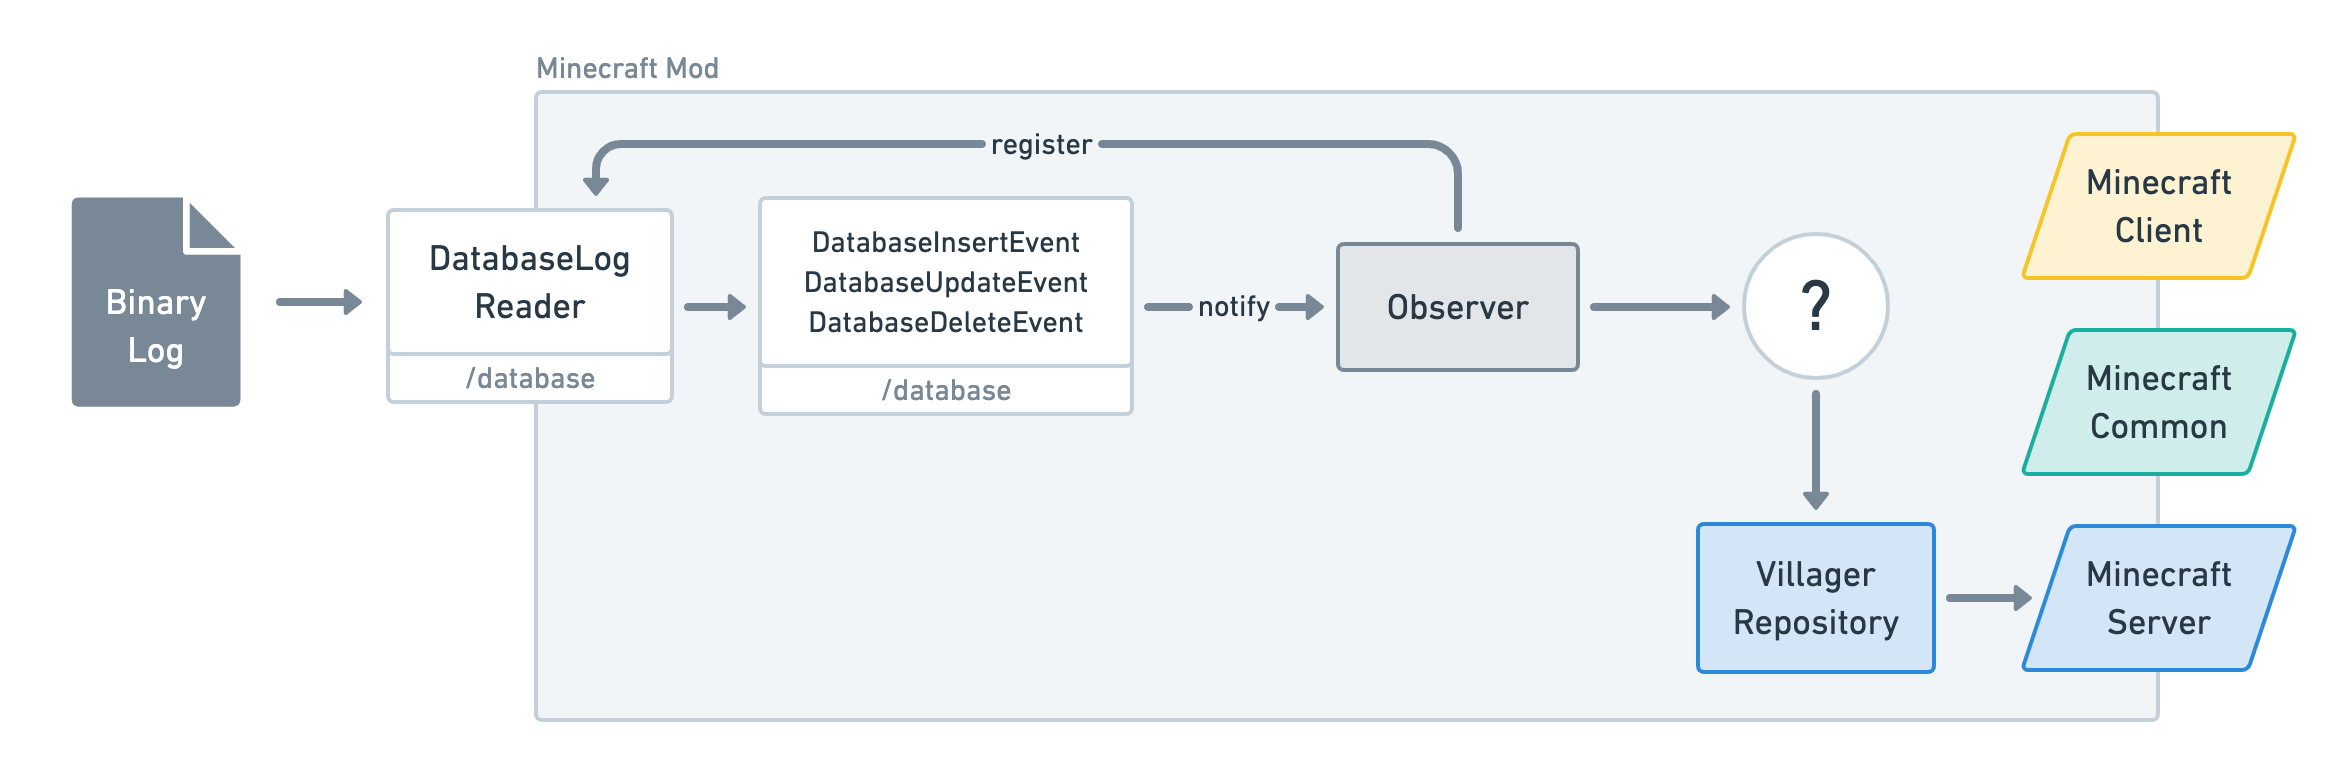 Minecraft Mod
register
Binary
Log
DatabaseLog
Reader
/database
DatabaseInsertEvent
DatabaseUpdateEvent
DatabaseDeleteEvent
/database
notify
Observer
?
Villager
Repository
Minecraft
Client
Minecraft
Common
Minecraft
Server